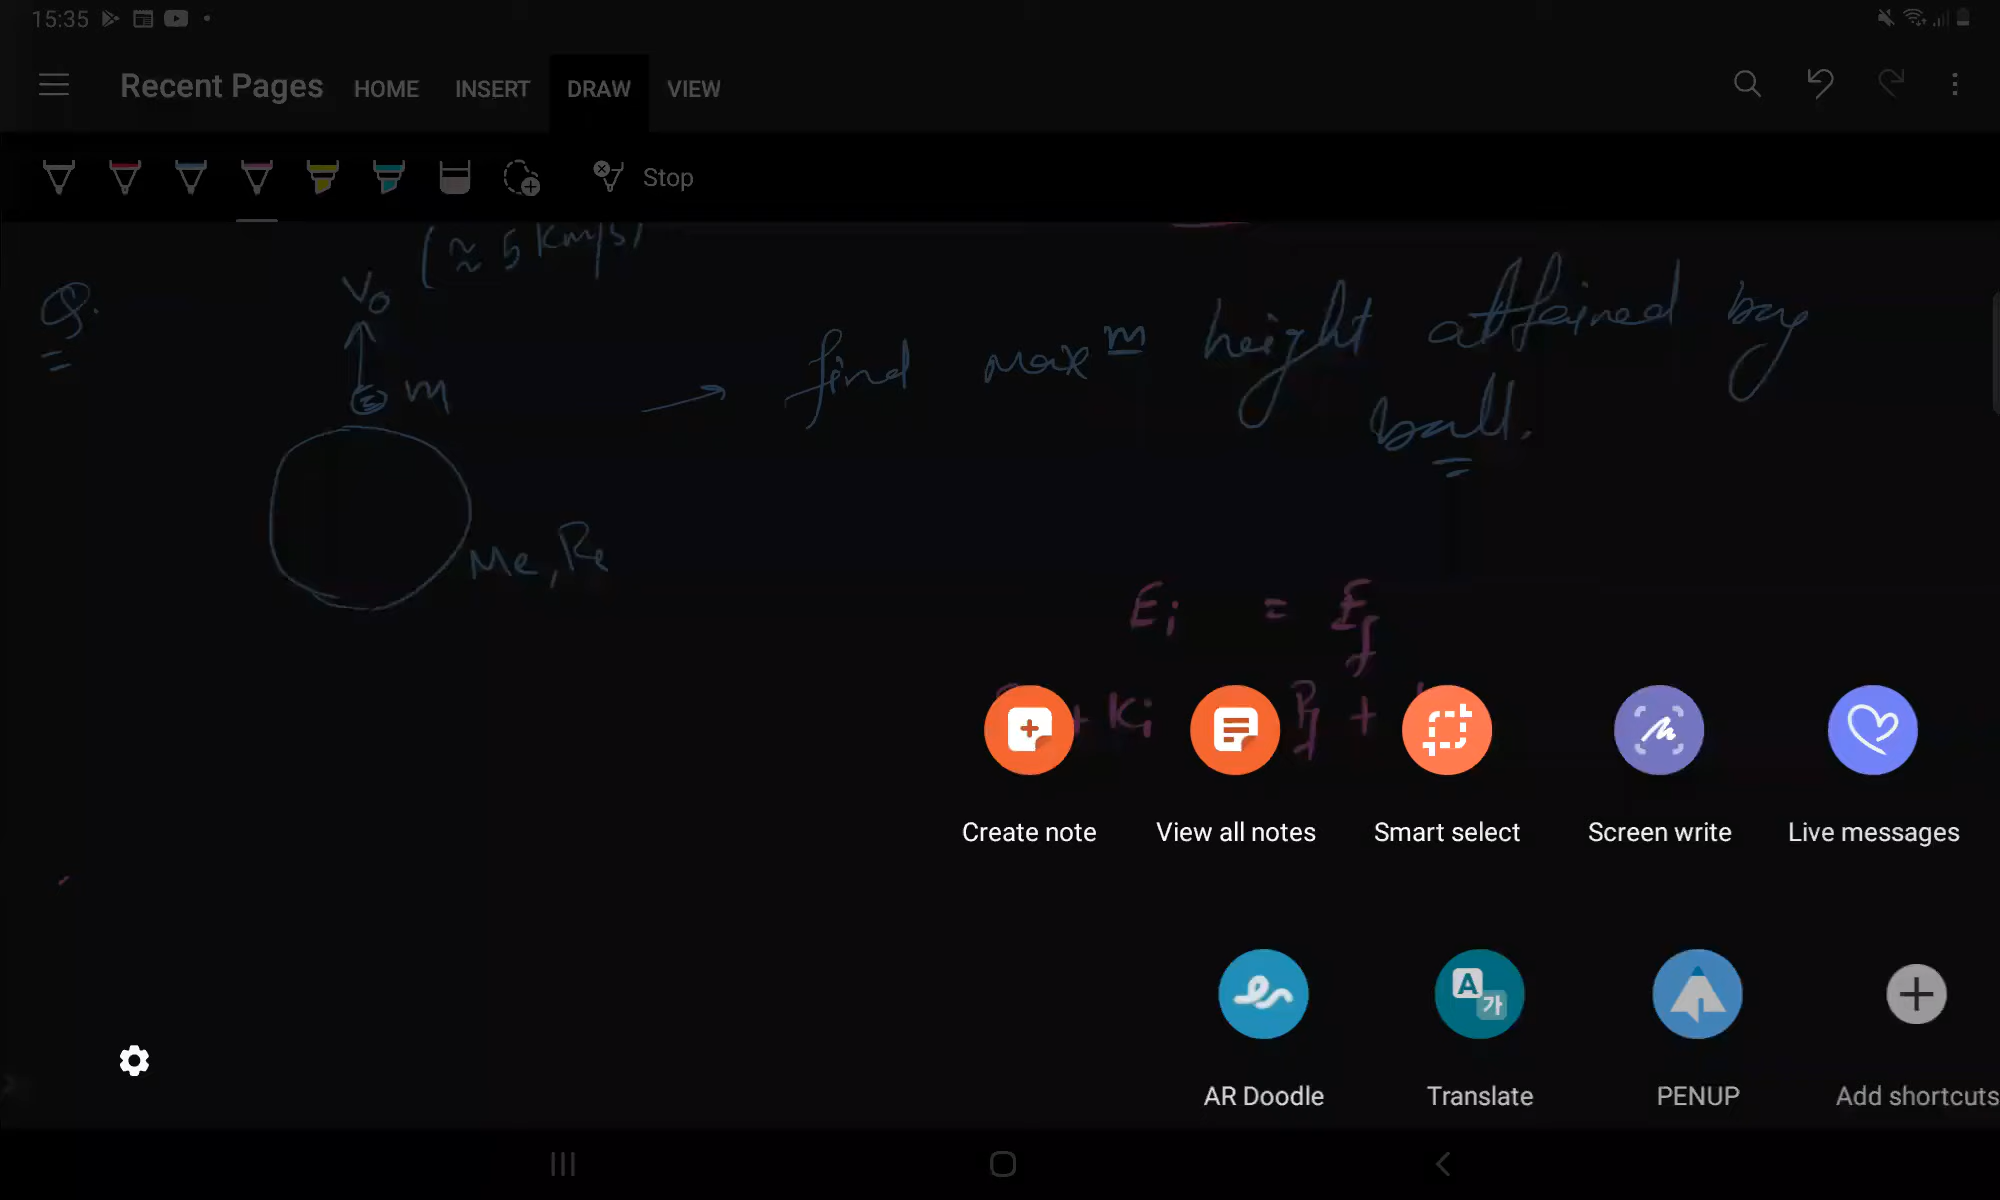 15:35
Recent Pages HOME INSERT DRAW VIEW
Stop
(≈ 5 Km/s)
Q.
V₀
m
→ find maxᵐ height attained by
ball.
Me, Re
Ei = Ef
+ Ki Pf +
Create note View all notes Smart select Screen write Live messages
AR Doodle Translate PENUP Add shortcuts